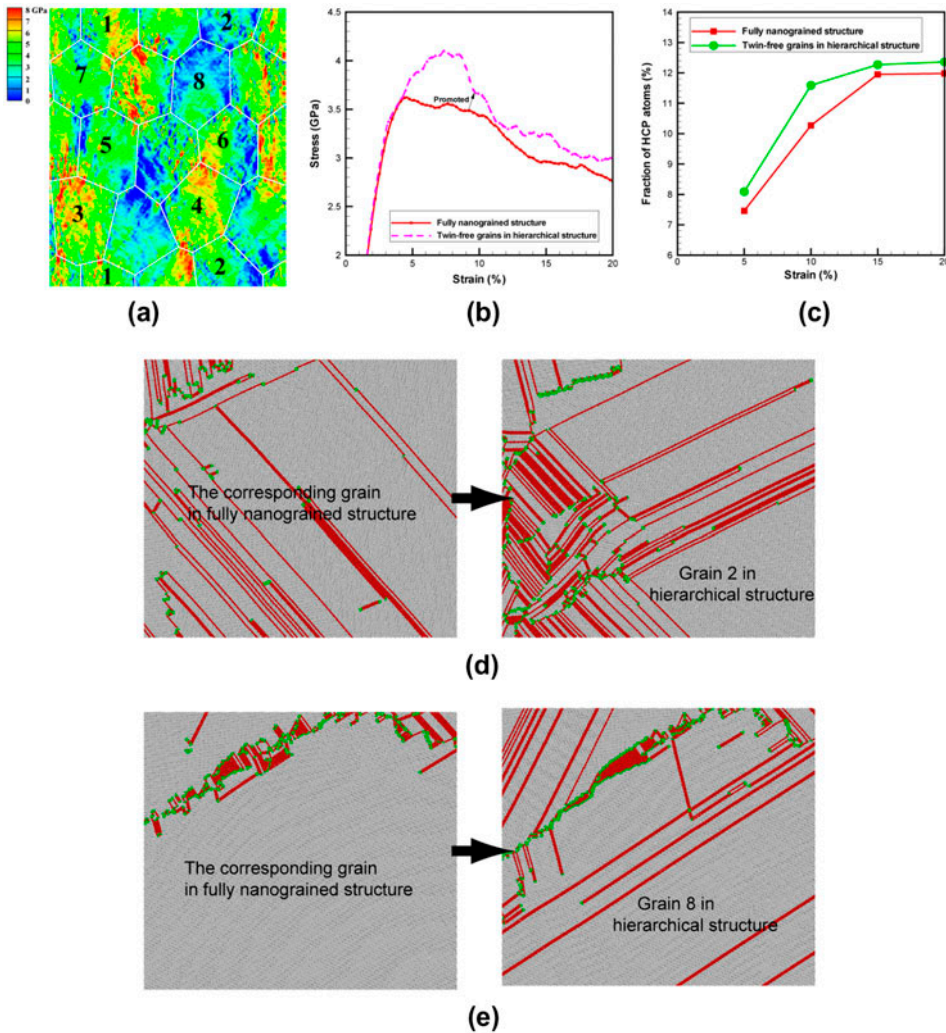 8 GPa
7
6
5
4
3
2
1
0
1
2
7
8
5
6
3
4
1
2
(a)
Stress (GPa)
4.5
4
3.5
3
2.5
2
Promoted
Fully nanograined structure
Twin-free grains in hierarchical structure
0
5
10
15
20
Strain (%)
(b)
Fraction of HCP atoms (%)
14
13
12
11
10
9
8
7
6
Fully nanograined structure
Twin-free grains in hierarchical structure
0
5
10
15
20
Strain (%)
(c)
The corresponding grain
in fully nanograined structure
Grain 2 in
hierarchical structure
(d)
The corresponding grain
in fully nanograined structure
Grain 8 in
hierarchical structure
(e)